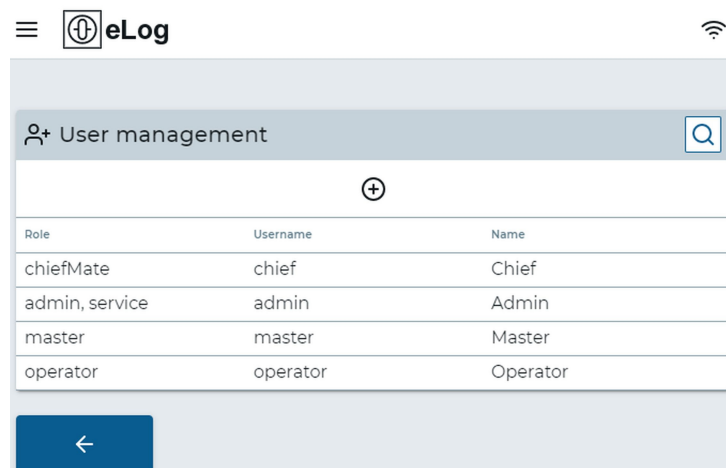 eLog
User management
Role Username Name
chiefMate chief Chief
admin, service admin Admin
master master Master
operator operator Operator